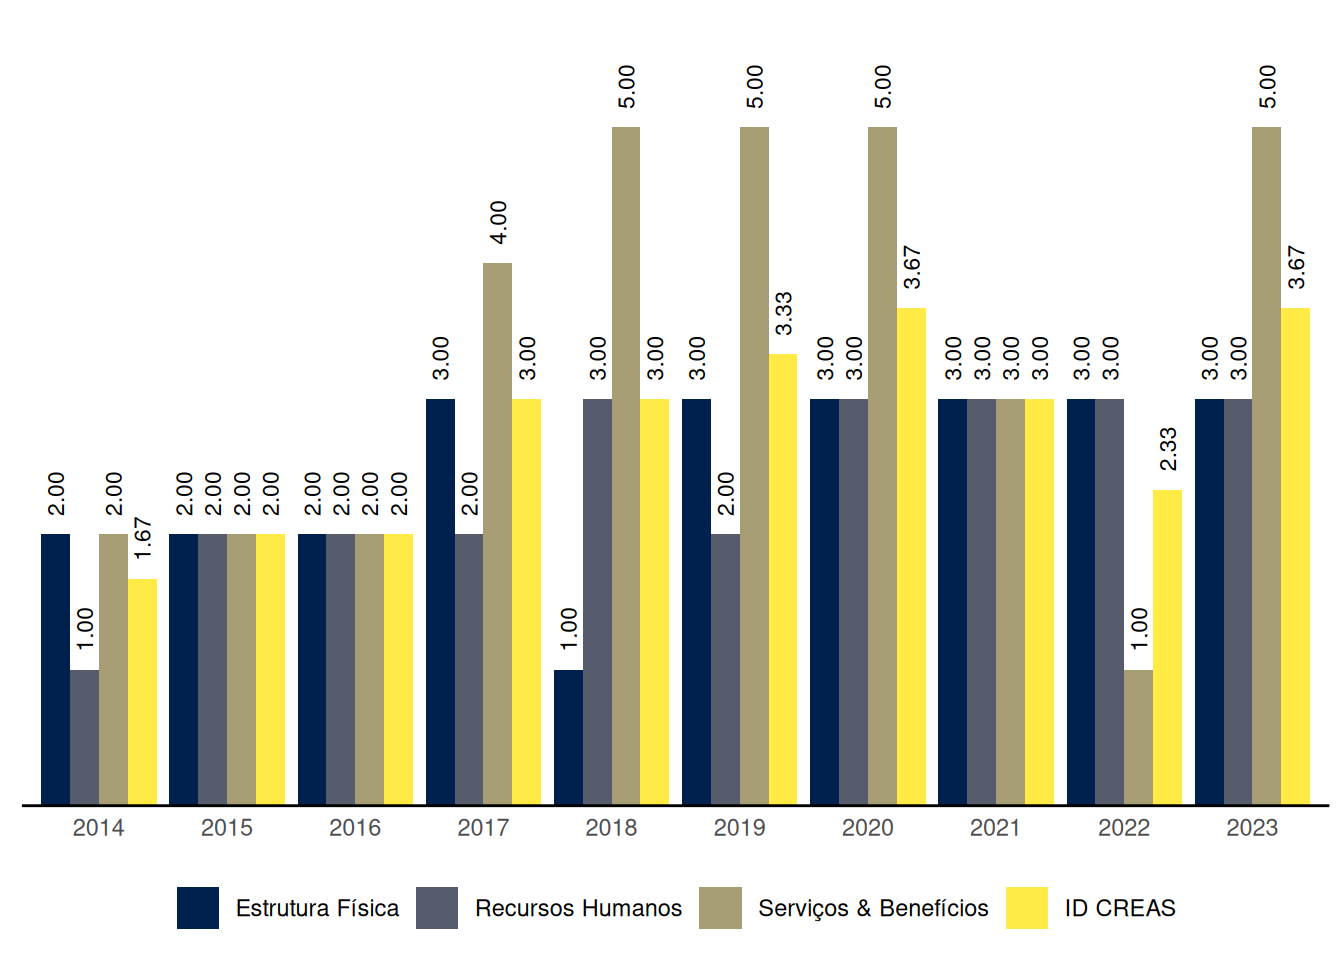 5.00 5.00 5.00 5.00
4.00
3.67 3.67
3.33
3.00 3.00 3.00 3.00 3.00 3.00 3.00 3.00 3.00 3.00 3.00 3.00 3.00 3.00 3.00
2.33
2.00 2.00 2.00 2.00 2.00 2.00 2.00 2.00 2.00 2.00 2.00 2.00
1.67
1.00 1.00 1.00
2014 2015 2016 2017 2018 2019 2020 2021 2022 2023
Estrutura Física Recursos Humanos Serviços & Benefícios ID CREAS